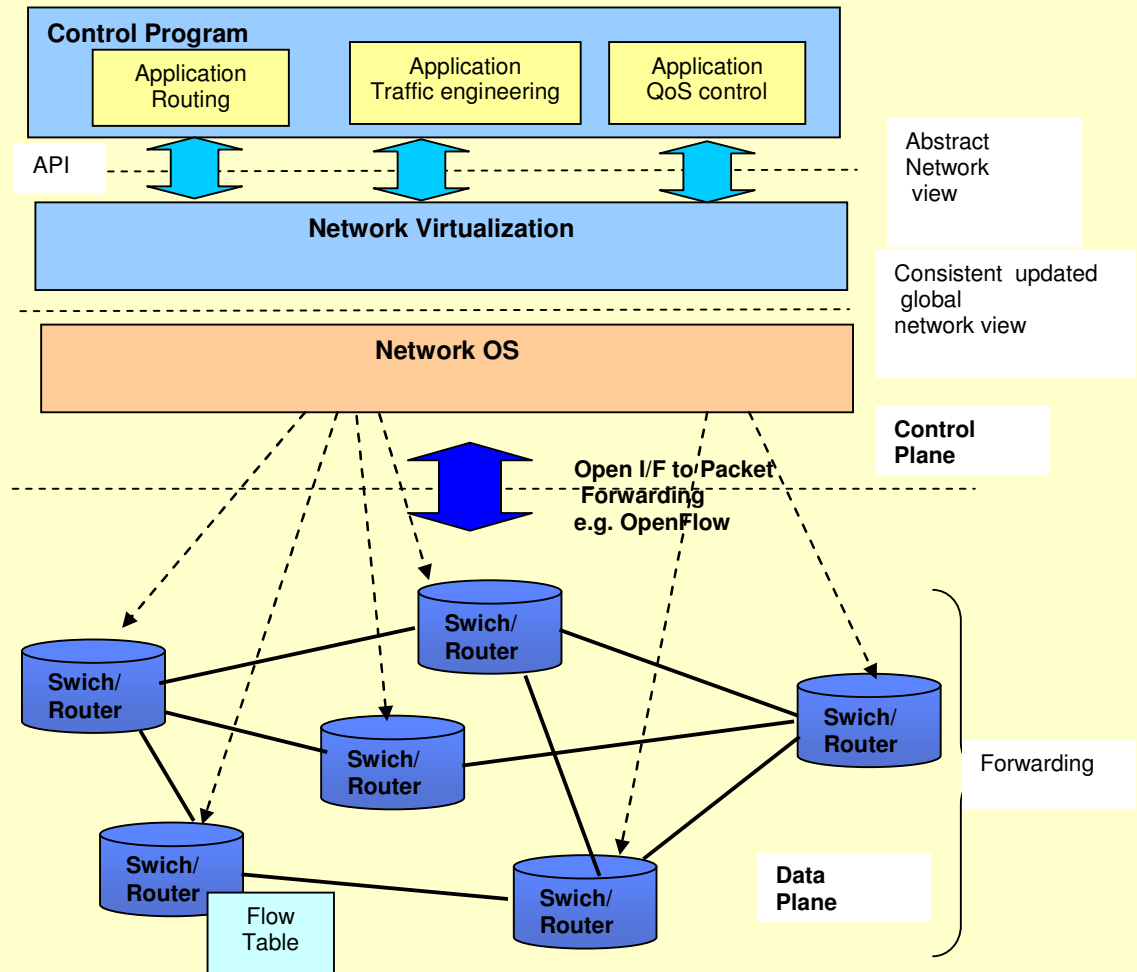 Control Program
Application
Routing
Application
Traffic engineering
Application
QoS control
API
Abstract
Network
view
Network Virtualization
Consistent updated
global
network view
Network OS
Control
Plane
Open I/F to Packet
Forwarding
e.g. OpenFlow
Swich/
Router
Swich/
Router
Swich/
Router
Swich/
Router
Forwarding
Swich/
Router
Swich/
Router
Data
Plane
Flow
Table